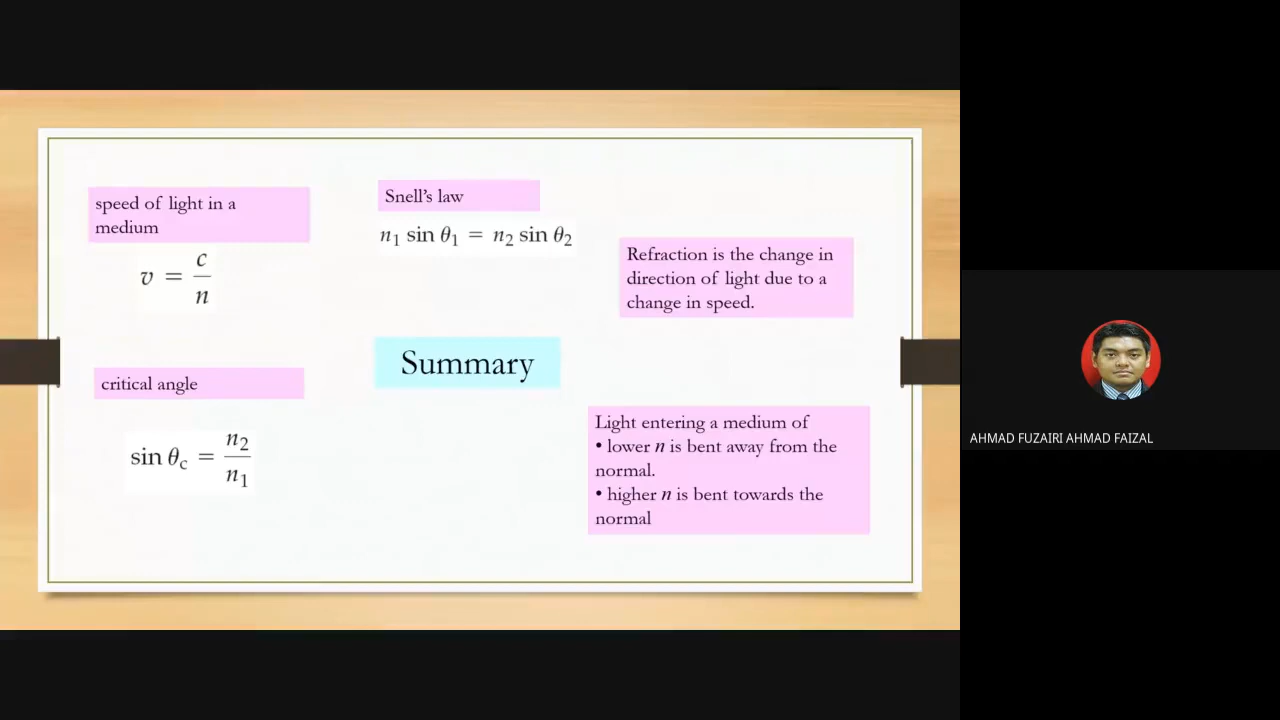 speed of light in a
medium
v = c/n
Snell's law
n₁ sin θ₁ = n₂ sin θ₂
Refraction is the change in
direction of light due to a
change in speed.
Summary
critical angle
sin θc = n₂/n₁
Light entering a medium of
• lower n is bent away from the
normal.
• higher n is bent towards the
normal
AHMAD FUZAIRI AHMAD FAIZAL